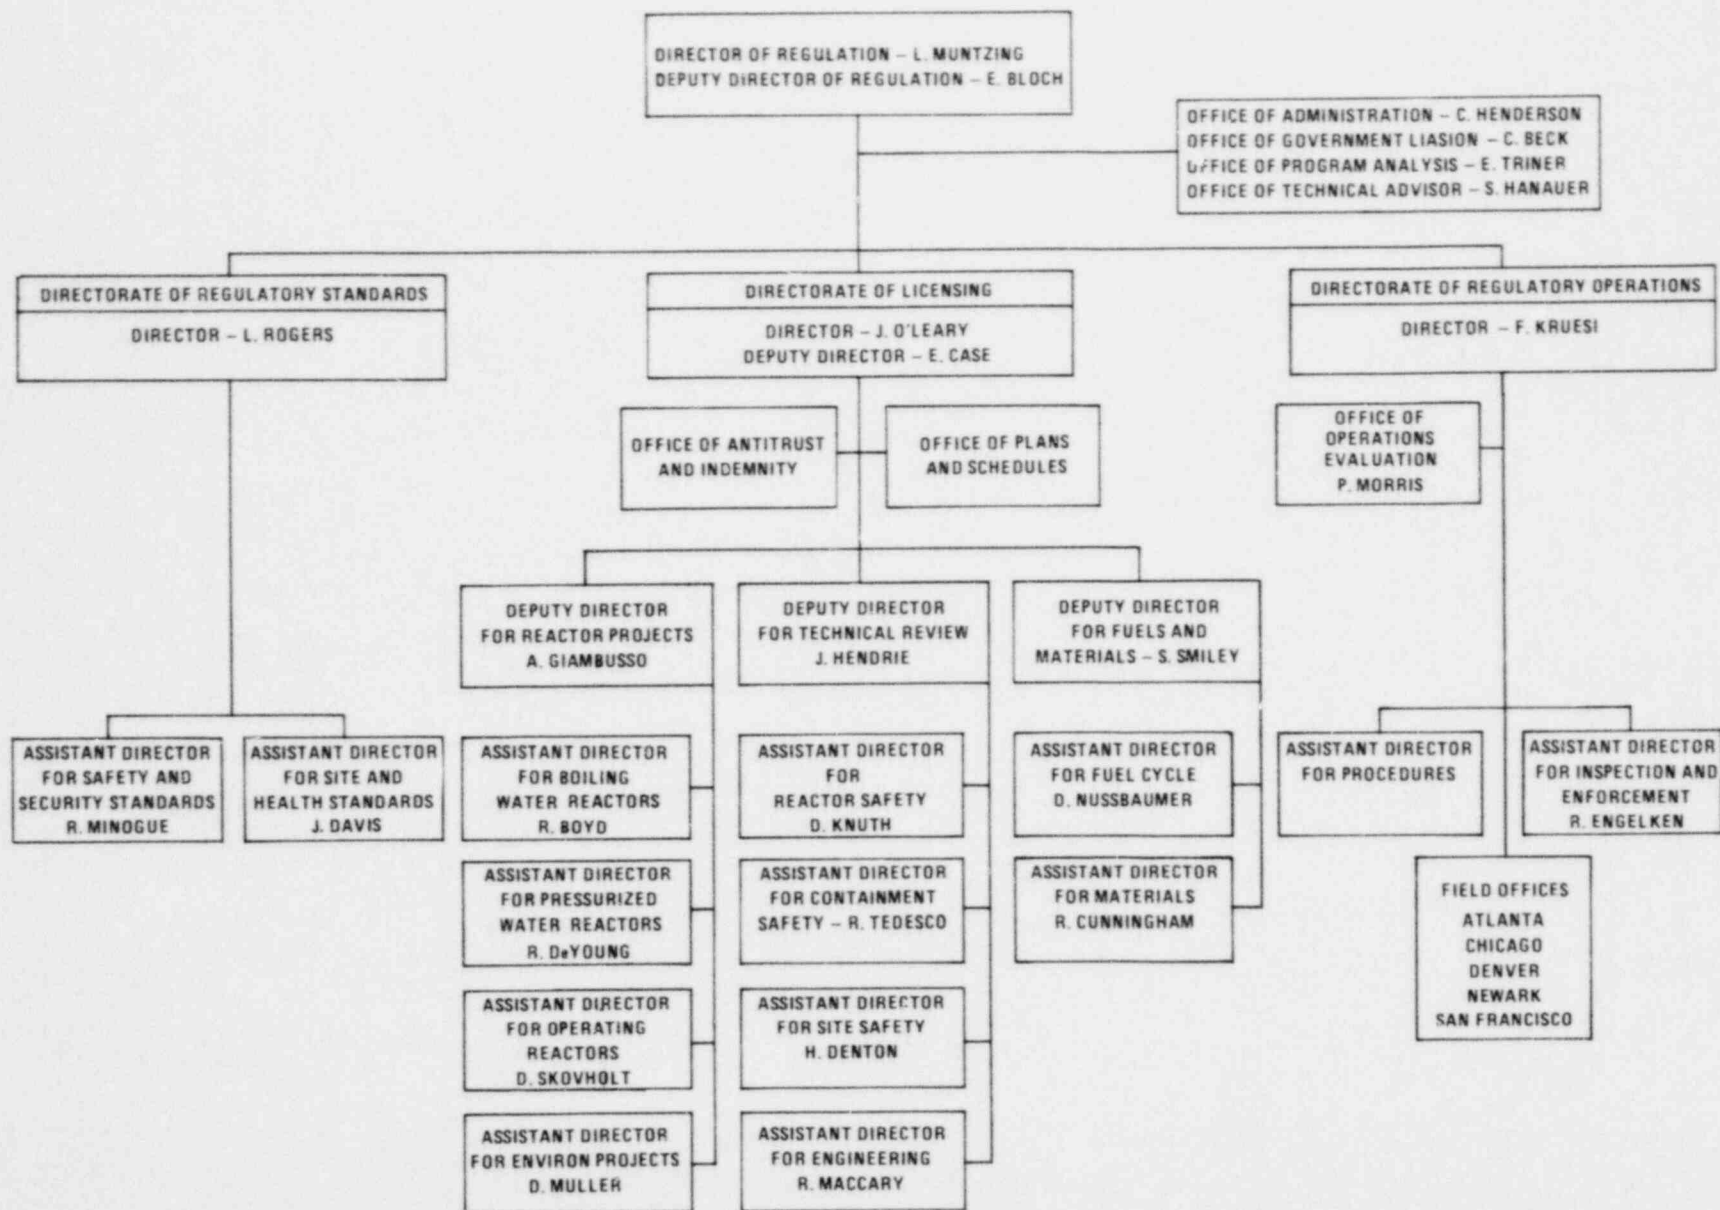 DIRECTOR OF REGULATION – L. MUNTZING
DEPUTY DIRECTOR OF REGULATION – E. BLOCH
OFFICE OF ADMINISTRATION – C. HENDERSON
OFFICE OF GOVERNMENT LIASION – C. BECK
OFFICE OF PROGRAM ANALYSIS – E. TRINER
OFFICE OF TECHNICAL ADVISOR – S. HANAUER
DIRECTORATE OF REGULATORY STANDARDS
DIRECTOR – L. ROGERS
DIRECTORATE OF LICENSING
DIRECTOR – J. O'LEARY
DEPUTY DIRECTOR – E. CASE
DIRECTORATE OF REGULATORY OPERATIONS
DIRECTOR – F. KRUESI
OFFICE OF ANTITRUST
AND INDEMNITY
OFFICE OF PLANS
AND SCHEDULES
OFFICE OF
OPERATIONS
EVALUATION
P. MORRIS
DEPUTY DIRECTOR
FOR REACTOR PROJECTS
A. GIAMBUSSO
DEPUTY DIRECTOR
FOR TECHNICAL REVIEW
J. HENDRIE
DEPUTY DIRECTOR
FOR FUELS AND
MATERIALS – S. SMILEY
ASSISTANT DIRECTOR
FOR SAFETY AND
SECURITY STANDARDS
R. MINOGUE
ASSISTANT DIRECTOR
FOR SITE AND
HEALTH STANDARDS
J. DAVIS
ASSISTANT DIRECTOR
FOR BOILING
WATER REACTORS
R. BOYD
ASSISTANT DIRECTOR
FOR
REACTOR SAFETY
D. KNUTH
ASSISTANT DIRECTOR
FOR FUEL CYCLE
D. NUSSBAUMER
ASSISTANT DIRECTOR
FOR PROCEDURES
ASSISTANT DIRECTOR
FOR INSPECTION AND
ENFORCEMENT
R. ENGELKEN
ASSISTANT DIRECTOR
FOR PRESSURIZED
WATER REACTORS
R. DeYOUNG
ASSISTANT DIRECTOR
FOR CONTAINMENT
SAFETY – R. TEDESCO
ASSISTANT DIRECTOR
FOR MATERIALS
R. CUNNINGHAM
FIELD OFFICES
ATLANTA
CHICAGO
DENVER
NEWARK
SAN FRANCISCO
ASSISTANT DIRECTOR
FOR OPERATING
REACTORS
D. SKOVHOLT
ASSISTANT DIRECTOR
FOR SITE SAFETY
H. DENTON
ASSISTANT DIRECTOR
FOR ENVIRON PROJECTS
D. MULLER
ASSISTANT DIRECTOR
FOR ENGINEERING
R. MACCARY